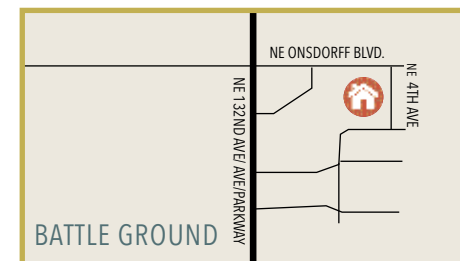 NE ONSDORFF BLVD.
NE 4TH AVE
NE 132ND AVE/ AVE/PARKWAY
BATTLE GROUND